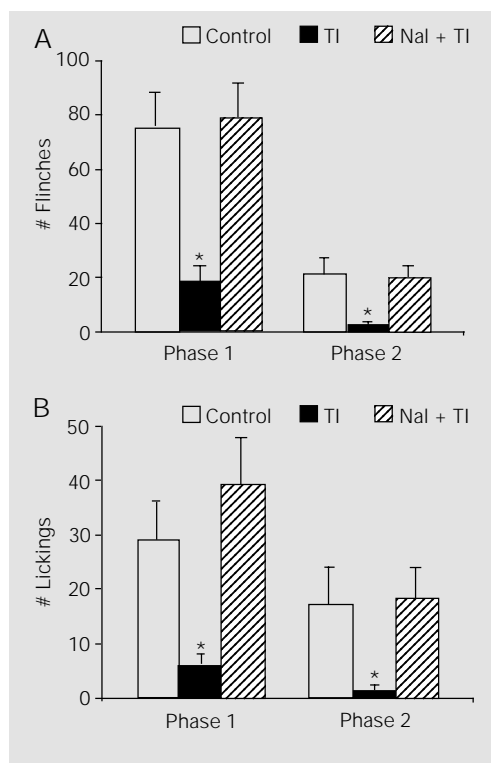 A
Control TI Nal + TI
100
80
60
40
20
0
# Flinches
*
*
Phase 1 Phase 2
B
Control TI Nal + TI
50
40
30
20
10
0
# Lickings
*
*
Phase 1 Phase 2